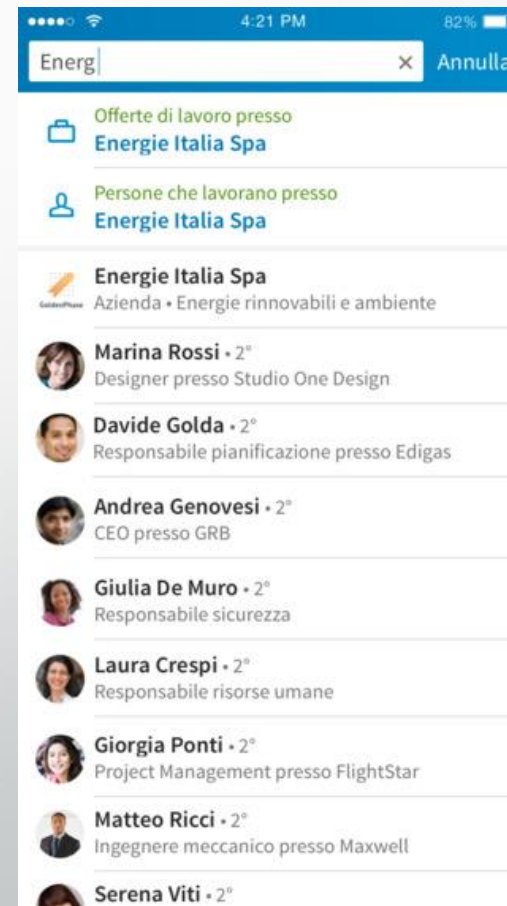 4:21 PM 82%
Energ × Annulla
Offerte di lavoro presso
Energie Italia Spa
Persone che lavorano presso
Energie Italia Spa
Energie Italia Spa
GoldenPhase Azienda • Energie rinnovabili e ambiente
Marina Rossi • 2°
Designer presso Studio One Design
Davide Golda • 2°
Responsabile pianificazione presso Edigas
Andrea Genovesi • 2°
CEO presso GRB
Giulia De Muro • 2°
Responsabile sicurezza
Laura Crespi • 2°
Responsabile risorse umane
Giorgia Ponti • 2°
Project Management presso FlightStar
Matteo Ricci • 2°
Ingegnere meccanico presso Maxwell
Serena Viti • 2°